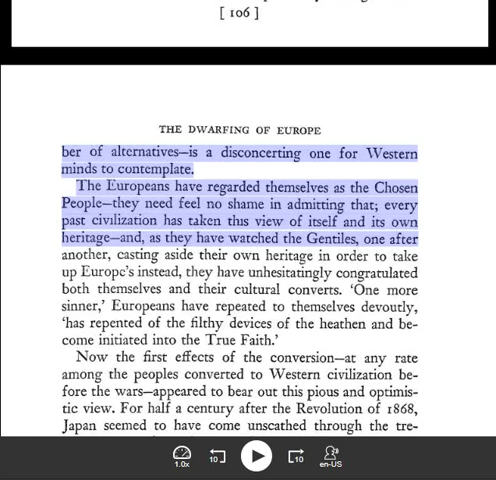 [ 106 ]
THE DWARFING OF EUROPE
ber of alternatives—is a disconcerting one for Western
minds to contemplate.
The Europeans have regarded themselves as the Chosen
People—they need feel no shame in admitting that; every
past civilization has taken this view of itself and its own
heritage—and, as they have watched the Gentiles, one after
another, casting aside their own heritage in order to take
up Europe's instead, they have unhesitatingly congratulated
both themselves and their cultural converts. 'One more
sinner,' Europeans have repeated to themselves devoutly,
'has repented of the filthy devices of the heathen and be-
come initiated into the True Faith.'
Now the first effects of the conversion—at any rate
among the peoples converted to Western civilization be-
fore the wars—appeared to bear out this pious and optimis-
tic view. For half a century after the Revolution of 1868,
Japan seemed to have come unscathed through the tre-
1.0x
10
10
en-US